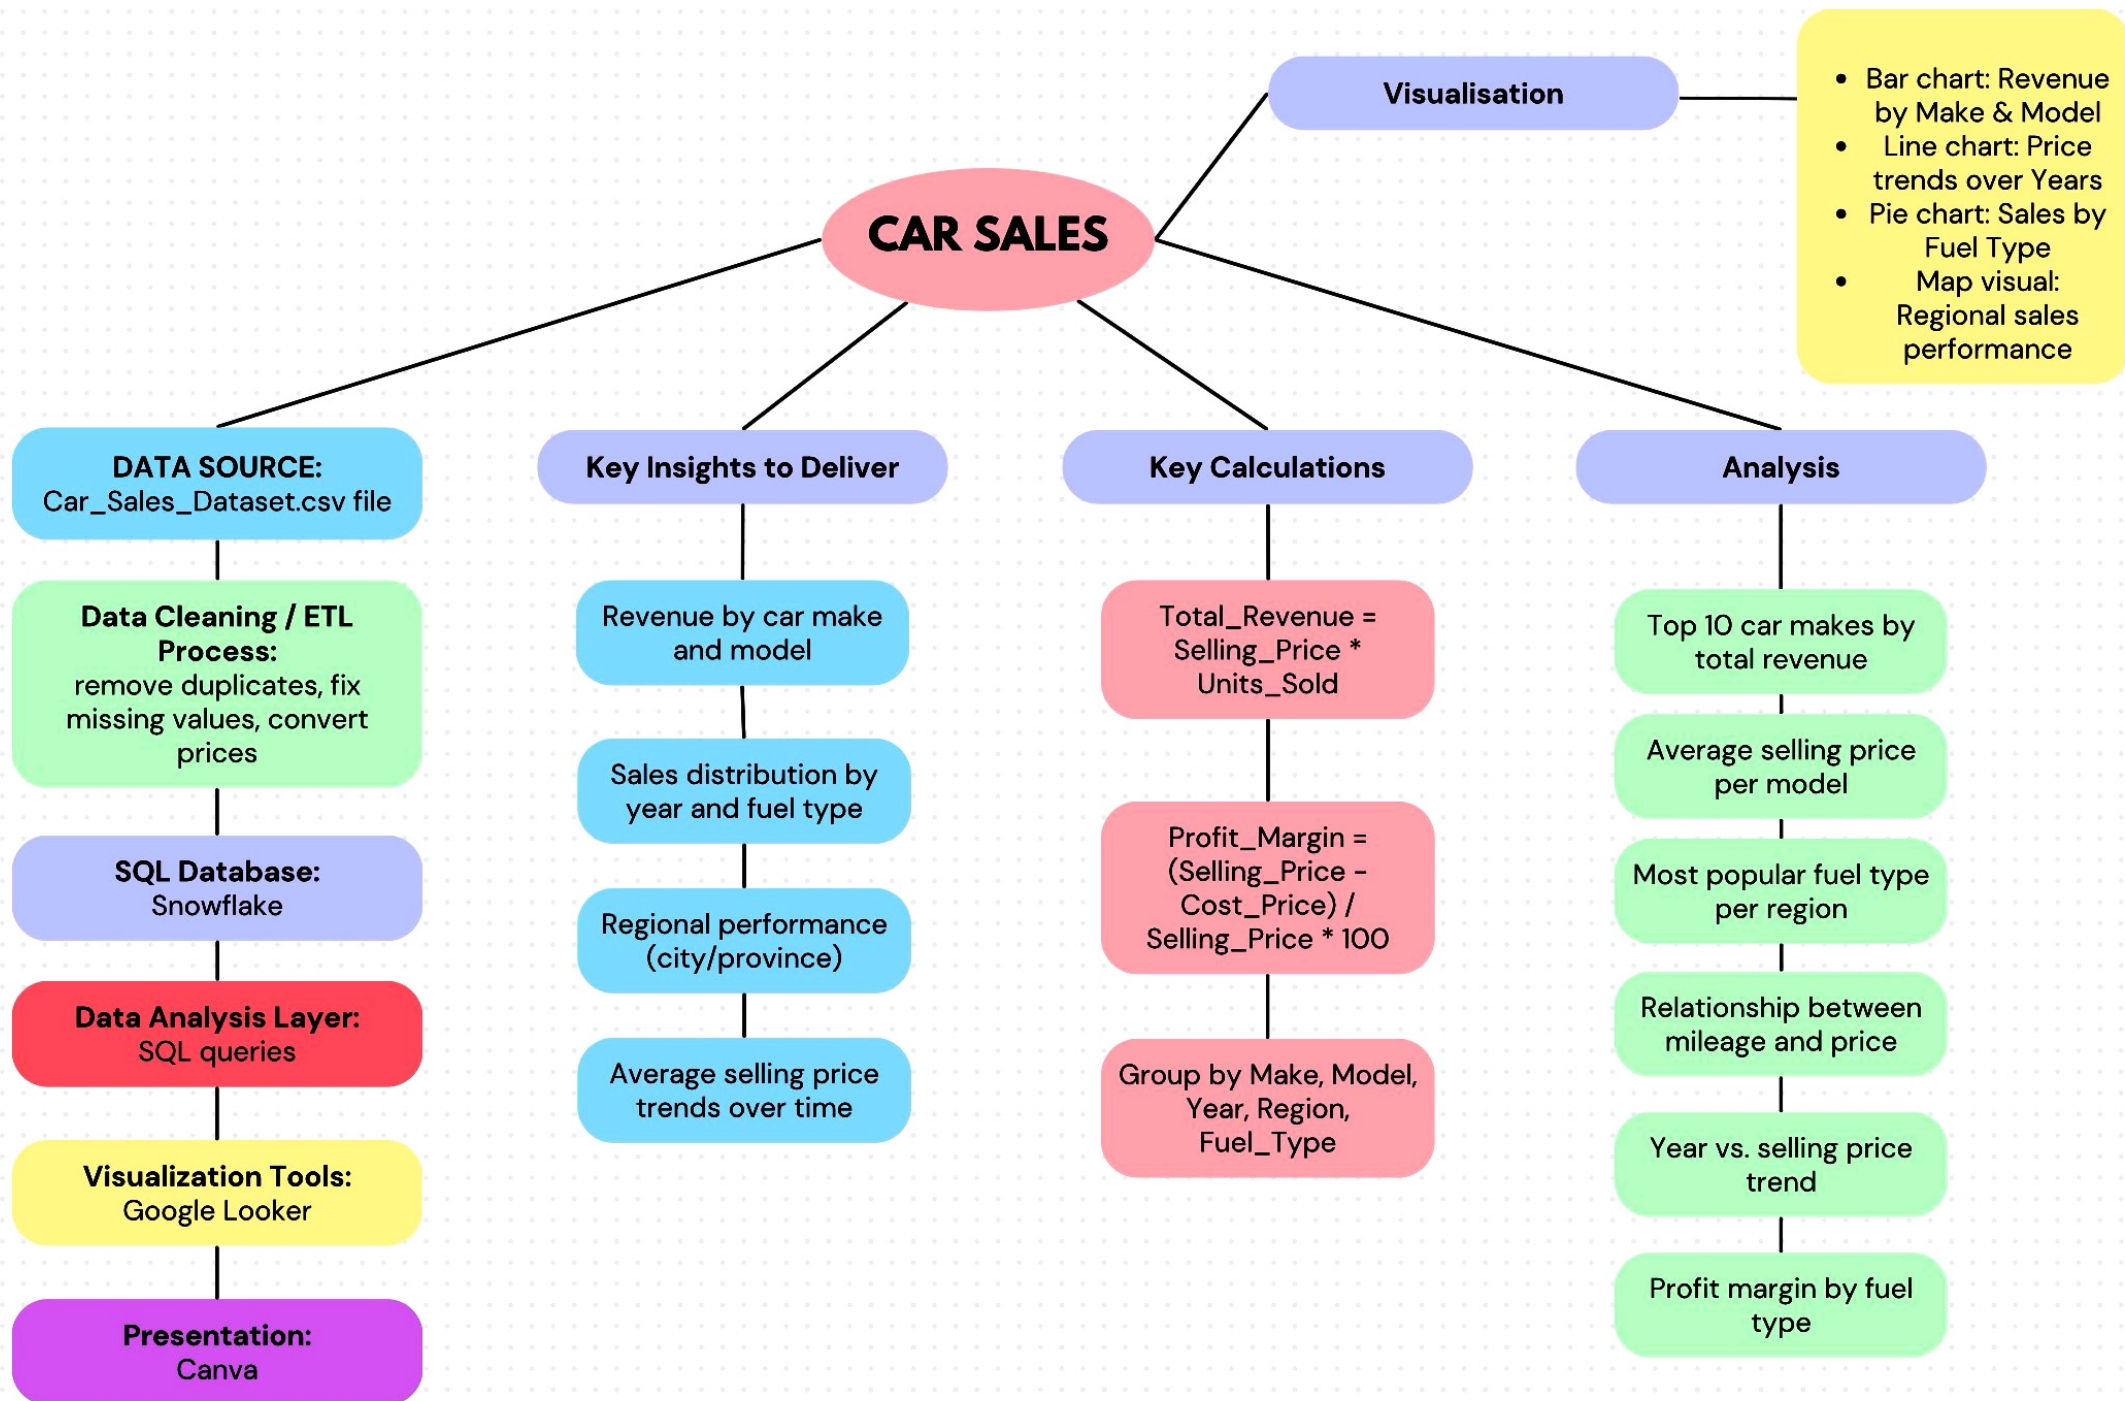 Visualisation
• Bar chart: Revenue
by Make & Model
• Line chart: Price
trends over Years
• Pie chart: Sales by
Fuel Type
• Map visual:
Regional sales
performance
CAR SALES
DATA SOURCE:
Car_Sales_Dataset.csv file
Data Cleaning / ETL
Process:
remove duplicates, fix
missing values, convert
prices
SQL Database:
Snowflake
Data Analysis Layer:
SQL queries
Visualization Tools:
Google Looker
Presentation:
Canva
Key Insights to Deliver
Revenue by car make
and model
Sales distribution by
year and fuel type
Regional performance
(city/province)
Average selling price
trends over time
Key Calculations
Total_Revenue =
Selling_Price *
Units_Sold
Profit_Margin =
(Selling_Price -
Cost_Price) /
Selling_Price * 100
Group by Make, Model,
Year, Region,
Fuel_Type
Analysis
Top 10 car makes by
total revenue
Average selling price
per model
Most popular fuel type
per region
Relationship between
mileage and price
Year vs. selling price
trend
Profit margin by fuel
type